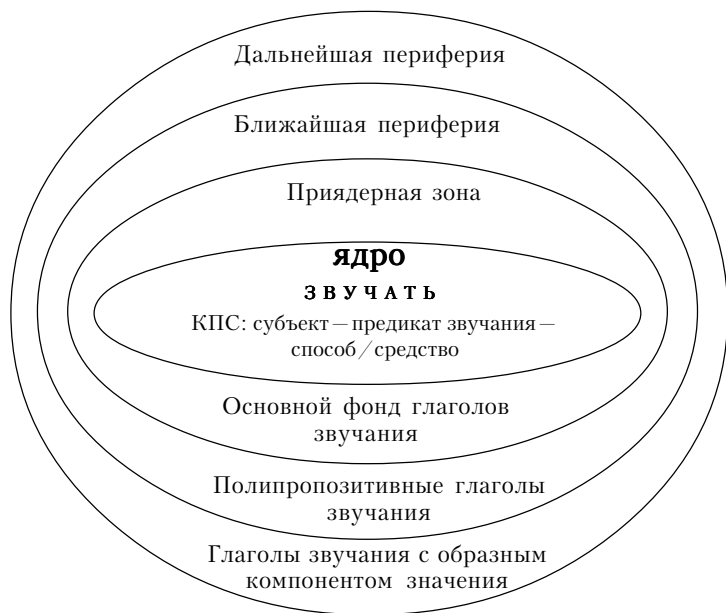 Дальнейшая периферия
Ближайшая периферия
Приядерная зона
ядро
ЗВУЧАТЬ
КПС: субъект — предикат звучания —
способ/средство
Основной фонд глаголов
звучания
Полипропозитивные глаголы
звучания
Глаголы звучания с образным
компонентом значения